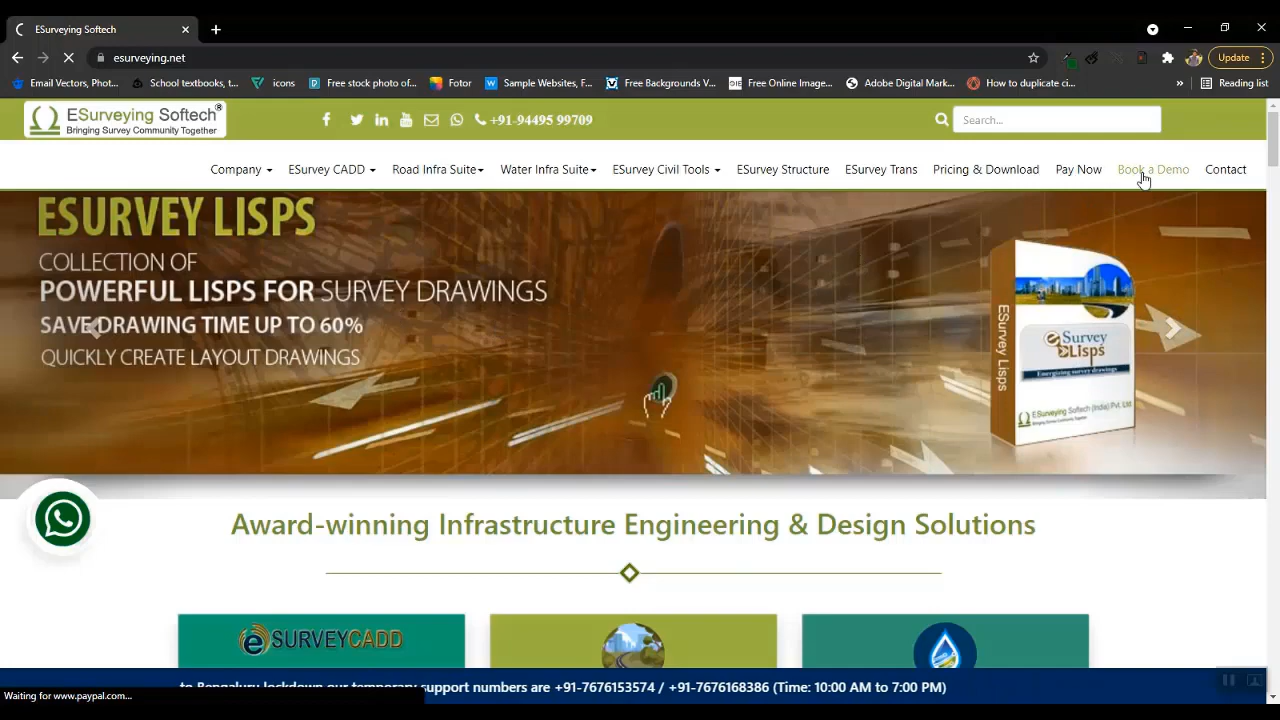 ESurveying Softech
esurveying.net
Update
Email Vectors, Phot...
School textbooks, t...
icons
Free stock photo of...
Fotor
Sample Websites, F...
Free Backgrounds V...
Free Online Image...
Adobe Digital Mark...
How to duplicate ci...
»
Reading list
ESurveying Softech®
Bringing Survey Community Together
+91-94495 99709
Search...
Company
ESurvey CADD
Road Infra Suite
Water Infra Suite
ESurvey Civil Tools
ESurvey Structure
ESurvey Trans
Pricing & Download
Pay Now
Book a Demo
Contact
ESURVEY LISPS
COLLECTION OF
POWERFUL LISPS FOR SURVEY DRAWINGS
SAVE DRAWING TIME UP TO 60%
QUICKLY CREATE LAYOUT DRAWINGS
ESurvey Lisps
eSurvey
Lisps
Energizing survey drawings
ESurveying Softech (India) Pvt. Ltd
Bringing Survey Community Together
Award-winning Infrastructure Engineering & Design Solutions
eSURVEYCADD
to Bengaluru lockdown our temporary support numbers are +91-7676153574 / +91-7676168386 (Time: 10:00 AM to 7:00 PM)
Waiting for www.paypal.com...